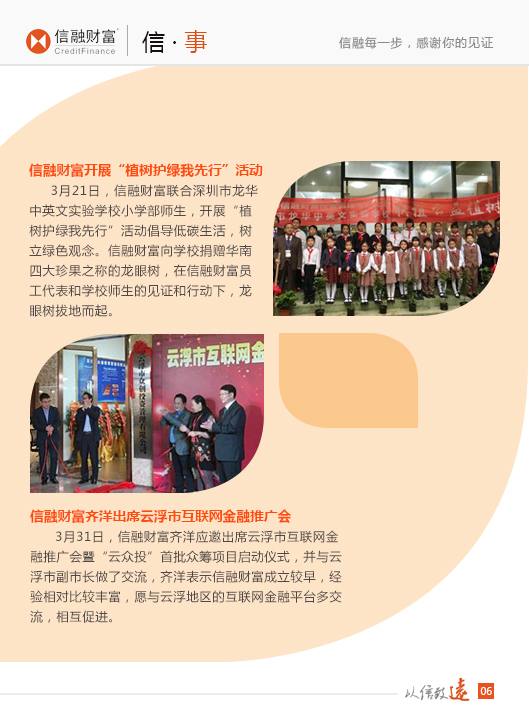 信融财富
CreditFinance
信·事
信融每一步，感谢你的见证
信融财富开展“植树护绿我先行”活动
3月21日，信融财富联合深圳市龙华
中英文实验学校小学部师生，开展“植
树护绿我先行”活动倡导低碳生活，树
立绿色观念。信融财富向学校捐赠华南
四大珍果之称的龙眼树，在信融财富员
工代表和学校师生的见证和行动下，龙
眼树拔地而起。
云浮市互联网金
信融财富齐洋出席云浮市互联网金融推广会
3月31日，信融财富齐洋应邀出席云浮市互联网金
融推广会暨“云众投”首批众筹项目启动仪式，并与云
浮市副市长做了交流，齐洋表示信融财富成立较早，经
验相对比较丰富，愿与云浮地区的互联网金融平台多交
流，相互促进。
以信致远
06